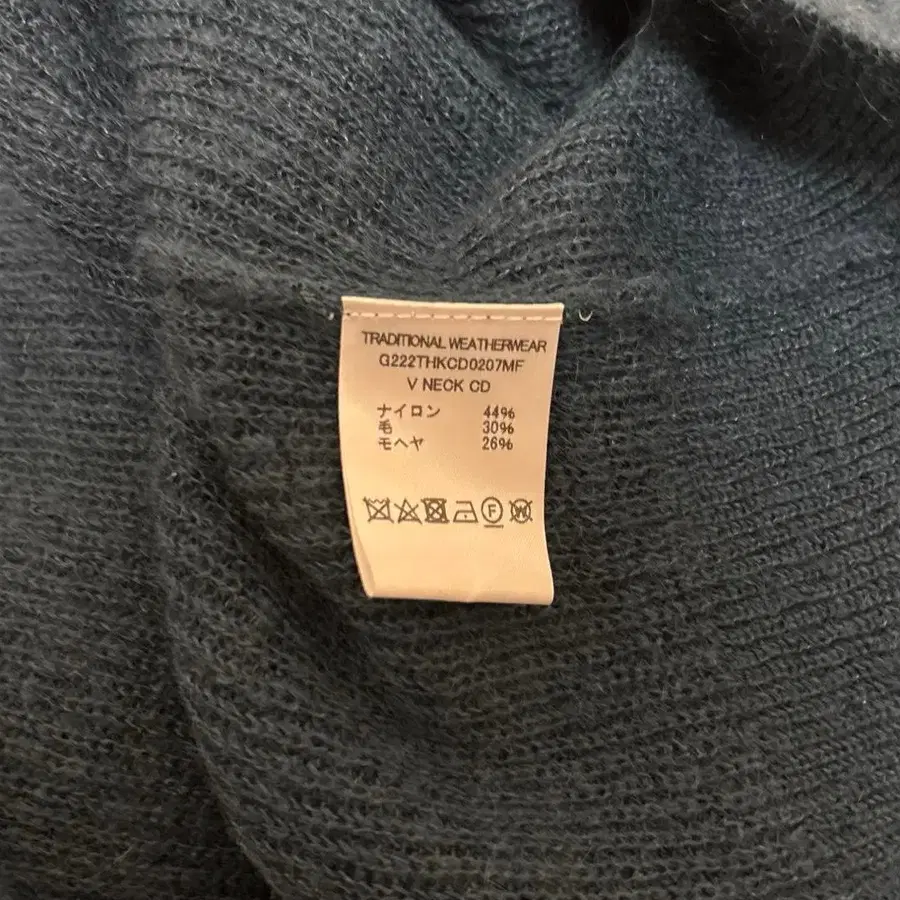 TRADITIONAL WEATHERWEAR
G222THKCD0207MF
V NECK CD
ナイロン 44%
毛 30%
モヘヤ 26%
F W